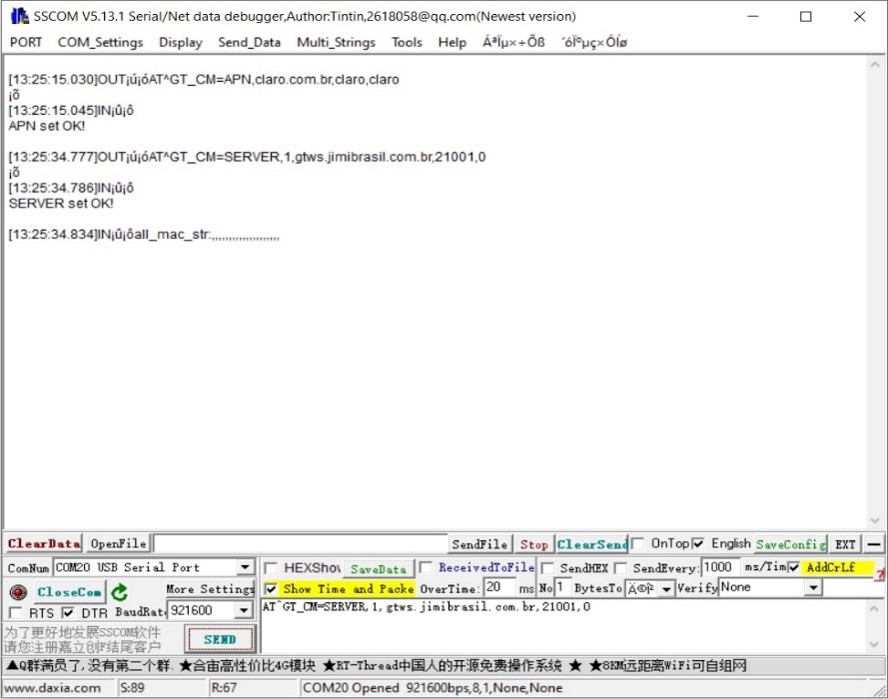 SSCOM V5.13.1 Serial/Net data debugger,Author:Tintin,2618058@qq.com(Newest version)
PORT COM_Settings Display Send_Data Multi_Strings Tools Help ÁªÏµ×÷Õß ´óÏºµç×ÓÍø
[13:25:15.030]OUT¡ú¡óAT^GT_CM=APN,claro.com.br,claro,claro
¡õ
[13:25:15.045]IN¡û¡ô
APN set OK!
[13:25:34.777]OUT¡ú¡óAT^GT_CM=SERVER,1,gtws.jimibrasil.com.br,21001,0
¡õ
[13:25:34.786]IN¡û¡ô
SERVER set OK!
[13:25:34.834]IN¡û¡ôall_mac_str:,,,,,,,,,,,,,,,,,,,,
ClearData OpenFile SendFile Stop ClearSend OnTop English SaveConfig EXT —
ComNum COM20 USB Serial Port HEXShow SaveData ReceivedToFile SendHEX SendEvery: 1000 ms/Tim AddCrLf
CloseCom More Settings Show Time and Packe OverTime: 20 ms No 1 BytesTo Verify None
RTS DTR BaudRat: 921600 AT^GT_CM=SERVER,1,gtws.jimibrasil.com.br,21001,0
为了更好地发展SSCOM软件
请您注册嘉立创F结尾客户 SEND
▲Q群满员了,没有第二个群. ★合宙高性价比4G模块 ★RT-Thread中国人的开源免费操作系统 ★ ★8KM远距离WiFi可自组网
www.daxia.com S:89 R:67 COM20 Opened 921600bps,8,1,None,None